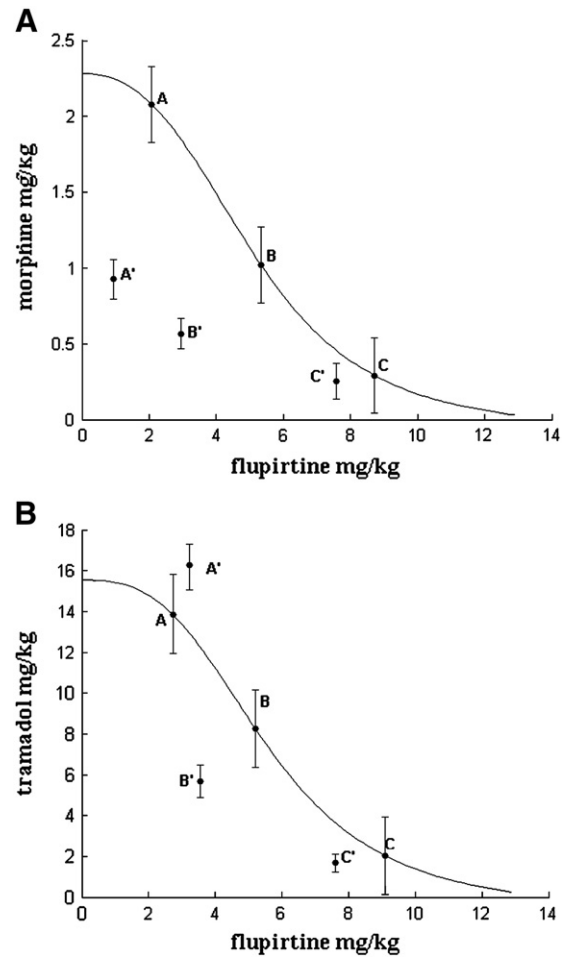 A
2.5
2
1.5
1
0.5
0
morphine mg/kg
A
B
C
A'
B'
C'
0 2 4 6 8 10 12 14
flupirtine mg/kg
B
18
16
14
12
10
8
6
4
2
0
tramadol mg/kg
A'
A
B
B'
C
C'
0 2 4 6 8 10 12 14
flupirtine mg/kg